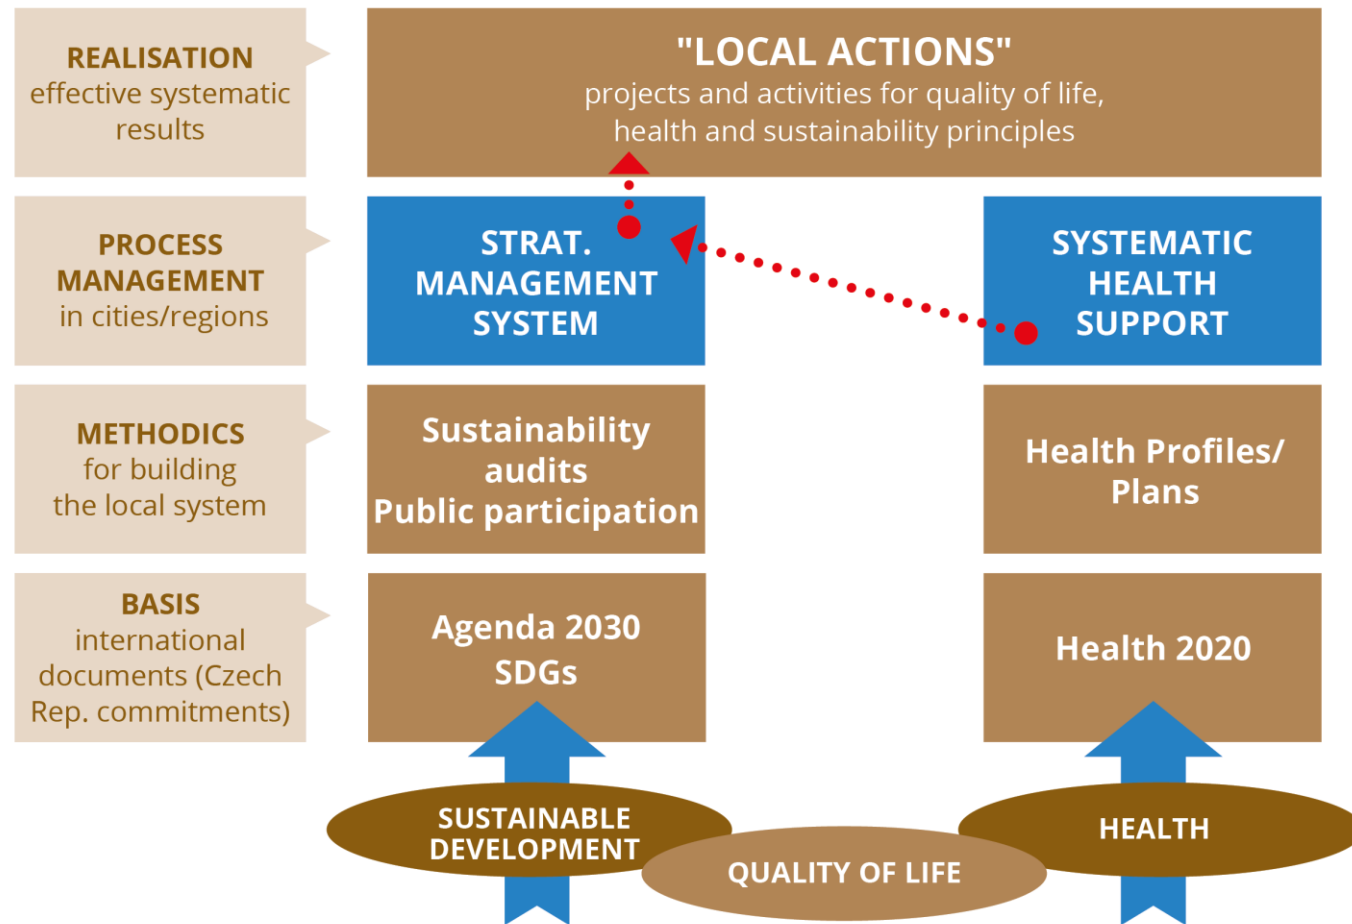 REALISATION
effective systematic
results
"LOCAL ACTIONS"
projects and activities for quality of life,
health and sustainability principles
PROCESS
MANAGEMENT
in cities/regions
STRAT.
MANAGEMENT
SYSTEM
SYSTEMATIC
HEALTH
SUPPORT
METHODICS
for building
the local system
Sustainability
audits
Public participation
Health Profiles/
Plans
BASIS
international
documents (Czech
Rep. commitments)
Agenda 2030
SDGs
Health 2020
SUSTAINABLE
DEVELOPMENT
QUALITY OF LIFE
HEALTH